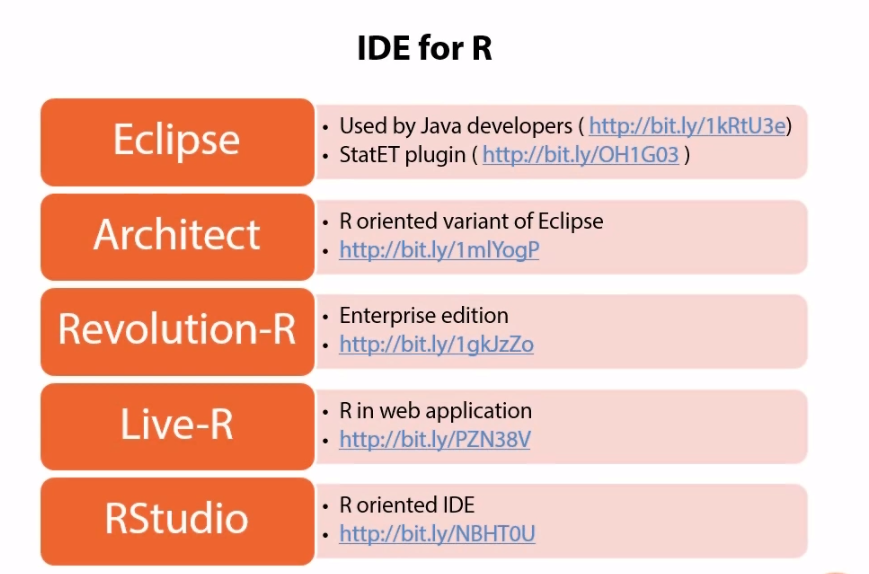 IDE for R
Eclipse
• Used by Java developers ( http://bit.ly/1kRtU3e)
• StatET plugin ( http://bit.ly/OH1G03 )
Architect
• R oriented variant of Eclipse
• http://bit.ly/1mlYogP
Revolution-R
• Enterprise edition
• http://bit.ly/1gkJzZo
Live-R
• R in web application
• http://bit.ly/PZN38V
RStudio
• R oriented IDE
• http://bit.ly/NBHT0U